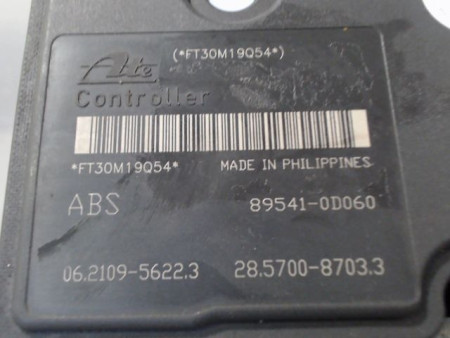 (*FT30M19Q54*)
Ate
Controller
*FT30M19Q54*
MADE IN PHILIPPINES
ABS
89541-0D060
06.2109-5622.3
28.5700-8703.3